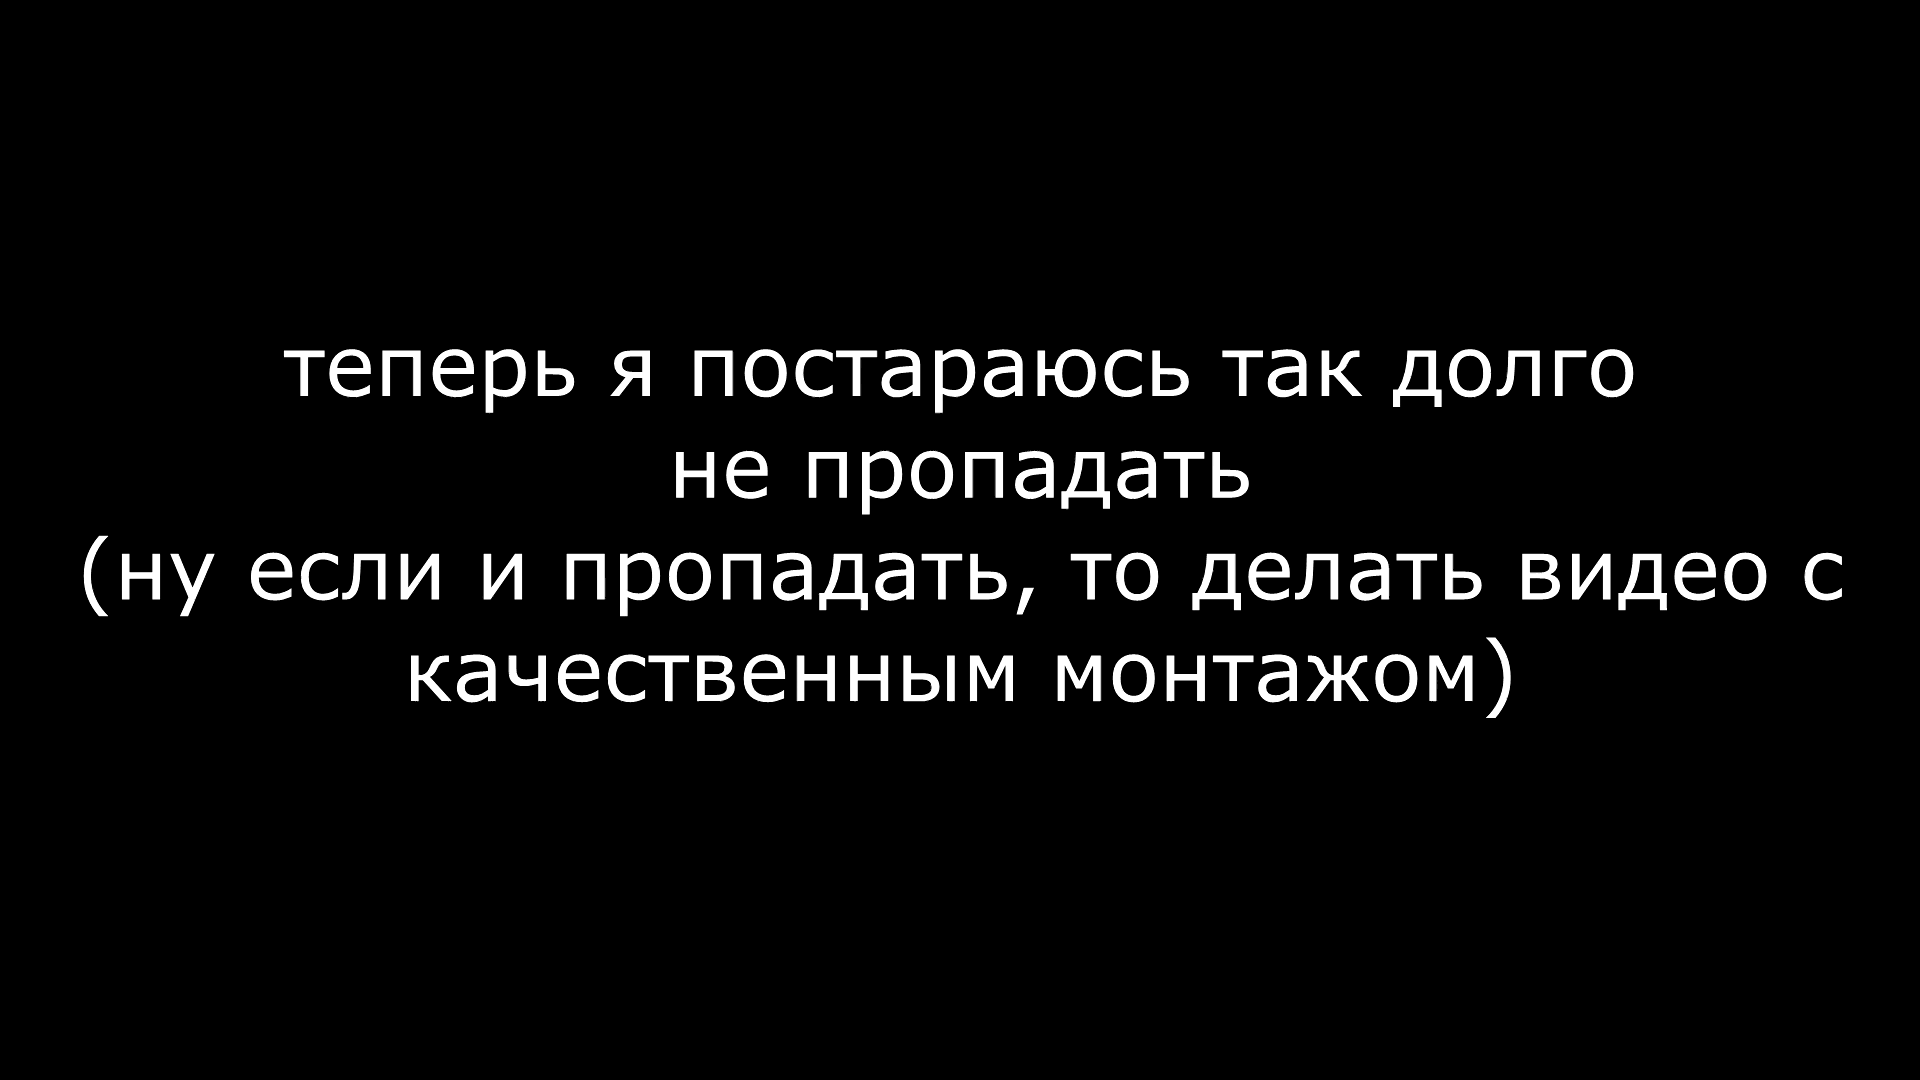 теперь я постараюсь так долго
не пропадать
(ну если и пропадать, то делать видео с
качественным монтажом)